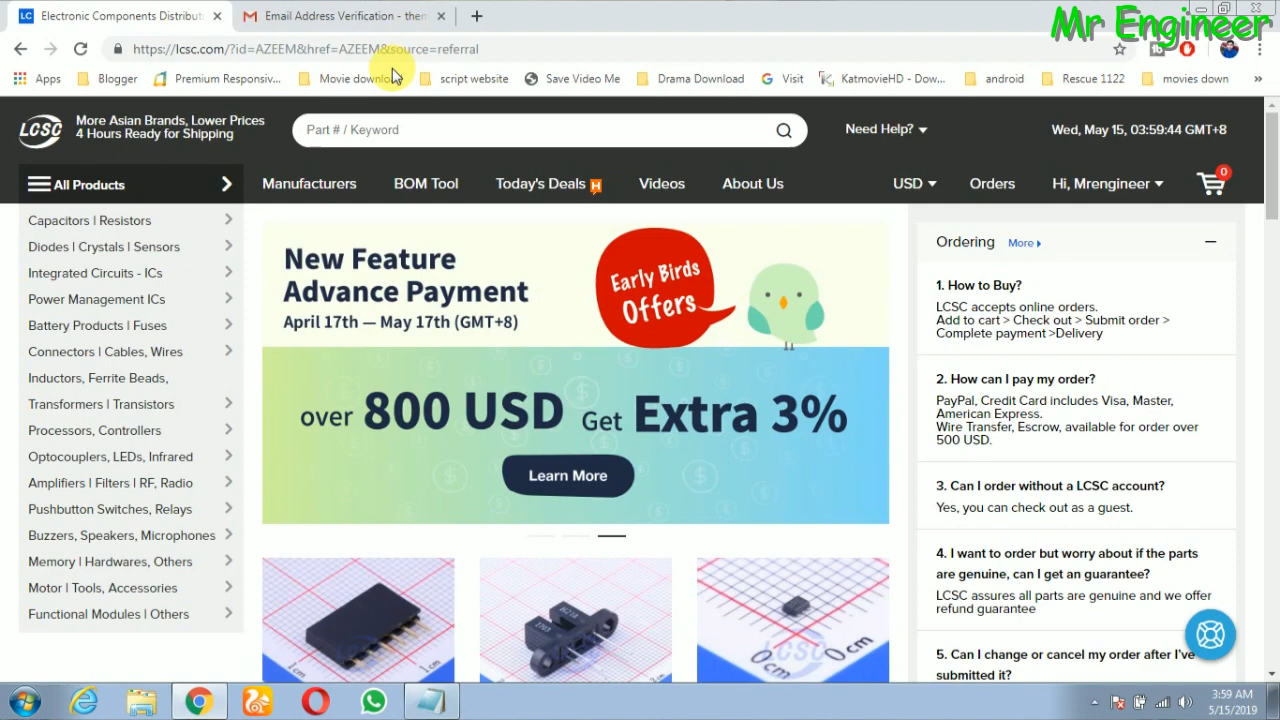 Electronic Components Distribut
Email Address Verification - them
Mr Engineer
https://lcsc.com/?id=AZEEM&href=AZEEM&source=referral
Apps
Blogger
Premium Responsiv...
Movie downlo
script website
Save Video Me
Drama Download
Visit
KatmovieHD - Dow...
android
Rescue 1122
movies down
»
LCSC
More Asian Brands, Lower Prices
4 Hours Ready for Shipping
Part # / Keyword
Need Help?
Wed, May 15, 03:59:44 GMT+8
All Products
Manufacturers
BOM Tool
Today's Deals H
Videos
About Us
USD
Orders
Hi, Mrengineer
0
Capacitors | Resistors
Diodes | Crystals | Sensors
Integrated Circuits - ICs
Power Management ICs
Battery Products | Fuses
Connectors | Cables, Wires
Inductors, Ferrite Beads,
Transformers | Transistors
Processors, Controllers
Optocouplers, LEDs, Infrared
Amplifiers | Filters | RF, Radio
Pushbutton Switches, Relays
Buzzers, Speakers, Microphones
Memory | Hardwares, Others
Motor | Tools, Accessories
Functional Modules | Others
New Feature
Advance Payment
April 17th — May 17th (GMT+8)
Early Birds
Offers
over 800 USD Get Extra 3%
Learn More
1cm
1cm
LCSC
0 cm
0 cm
Ordering More
1. How to Buy?
LCSC accepts online orders.
Add to cart > Check out > Submit order >
Complete payment >Delivery
2. How can I pay my order?
PayPal, Credit Card includes Visa, Master,
American Express.
Wire Transfer, Escrow, available for order over
500 USD.
3. Can I order without a LCSC account?
Yes, you can check out as a guest.
4. I want to order but worry about if the parts
are genuine, can I get an guarantee?
LCSC assures all parts are genuine and we offer
refund guarantee
5. Can I change or cancel my order after I've
submitted it?
3:59 AM
5/15/2019